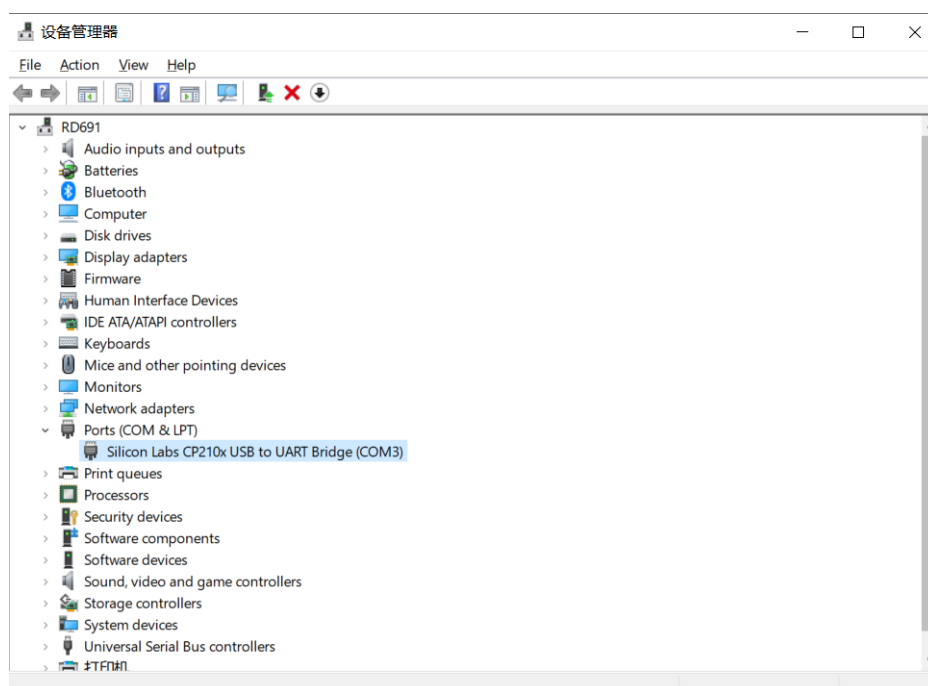 设备管理器
File Action View Help
RD691
Audio inputs and outputs
Batteries
Bluetooth
Computer
Disk drives
Display adapters
Firmware
Human Interface Devices
IDE ATA/ATAPI controllers
Keyboards
Mice and other pointing devices
Monitors
Network adapters
Ports (COM & LPT)
Silicon Labs CP210x USB to UART Bridge (COM3)
Print queues
Processors
Security devices
Software components
Software devices
Sound, video and game controllers
Storage controllers
System devices
Universal Serial Bus controllers
打印机